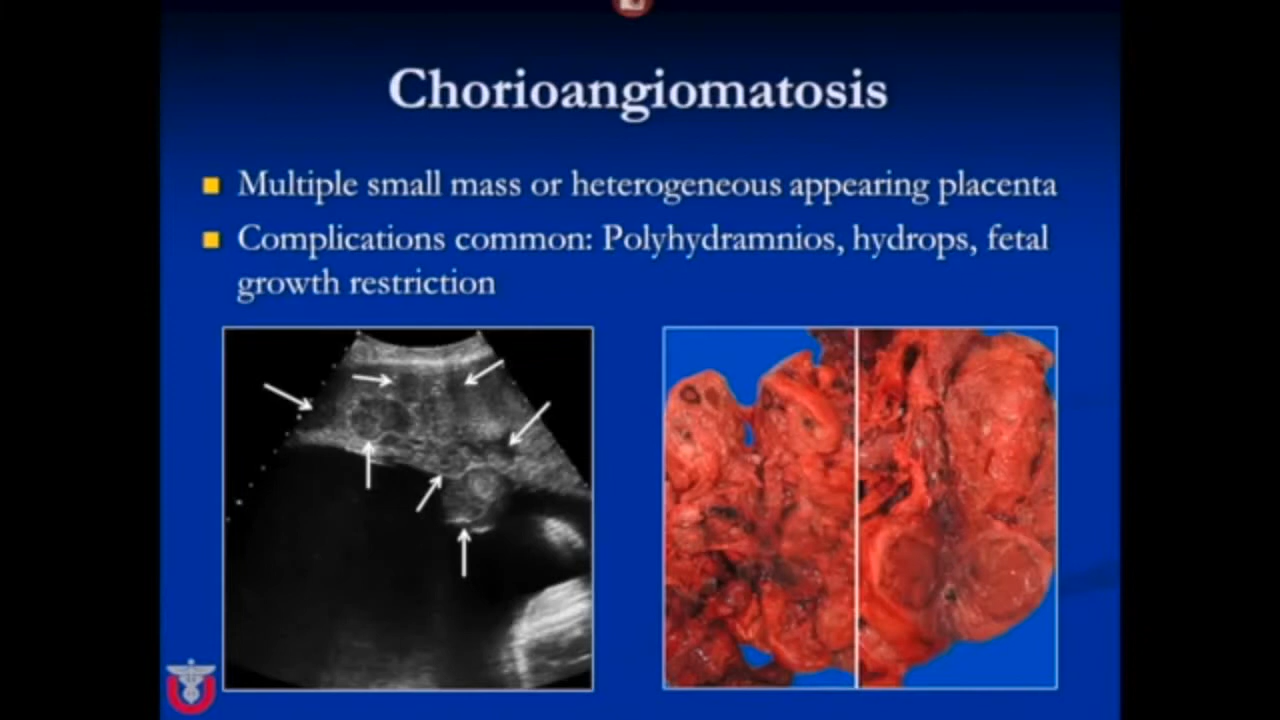 Chorioangiomatosis
Multiple small mass or heterogeneous appearing placenta
Complications common: Polyhydramnios, hydrops, fetal
growth restriction